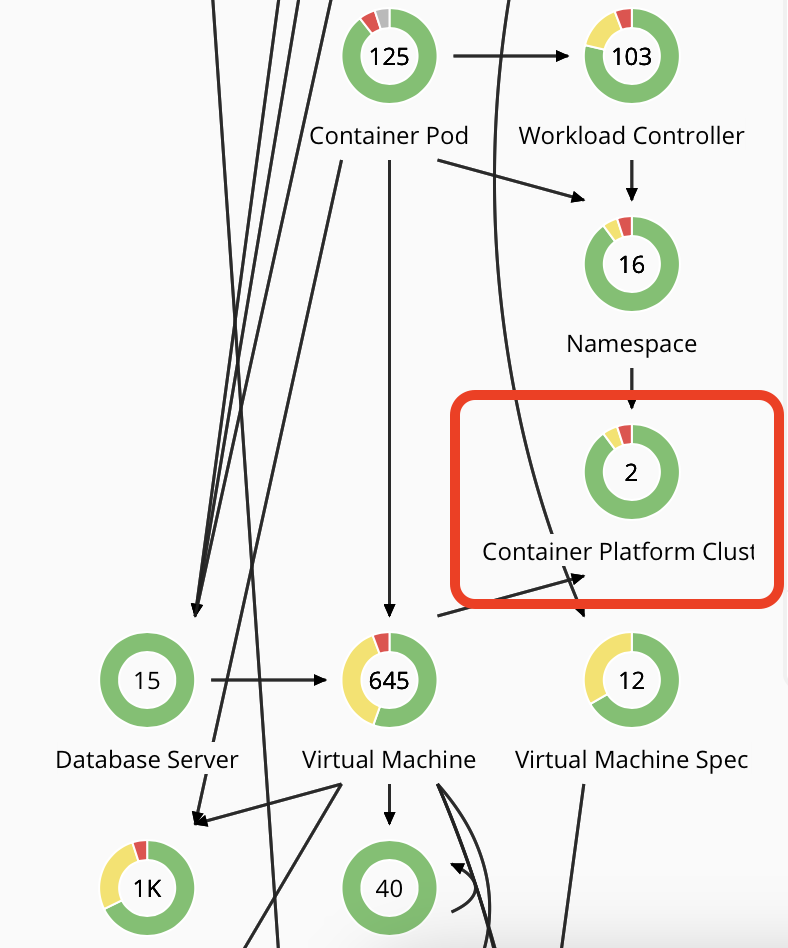 125
103
Container Pod
Workload Controller
16
Namespace
2
Container Platform Clust
15
645
12
Database Server
Virtual Machine
Virtual Machine Spec
1K
40